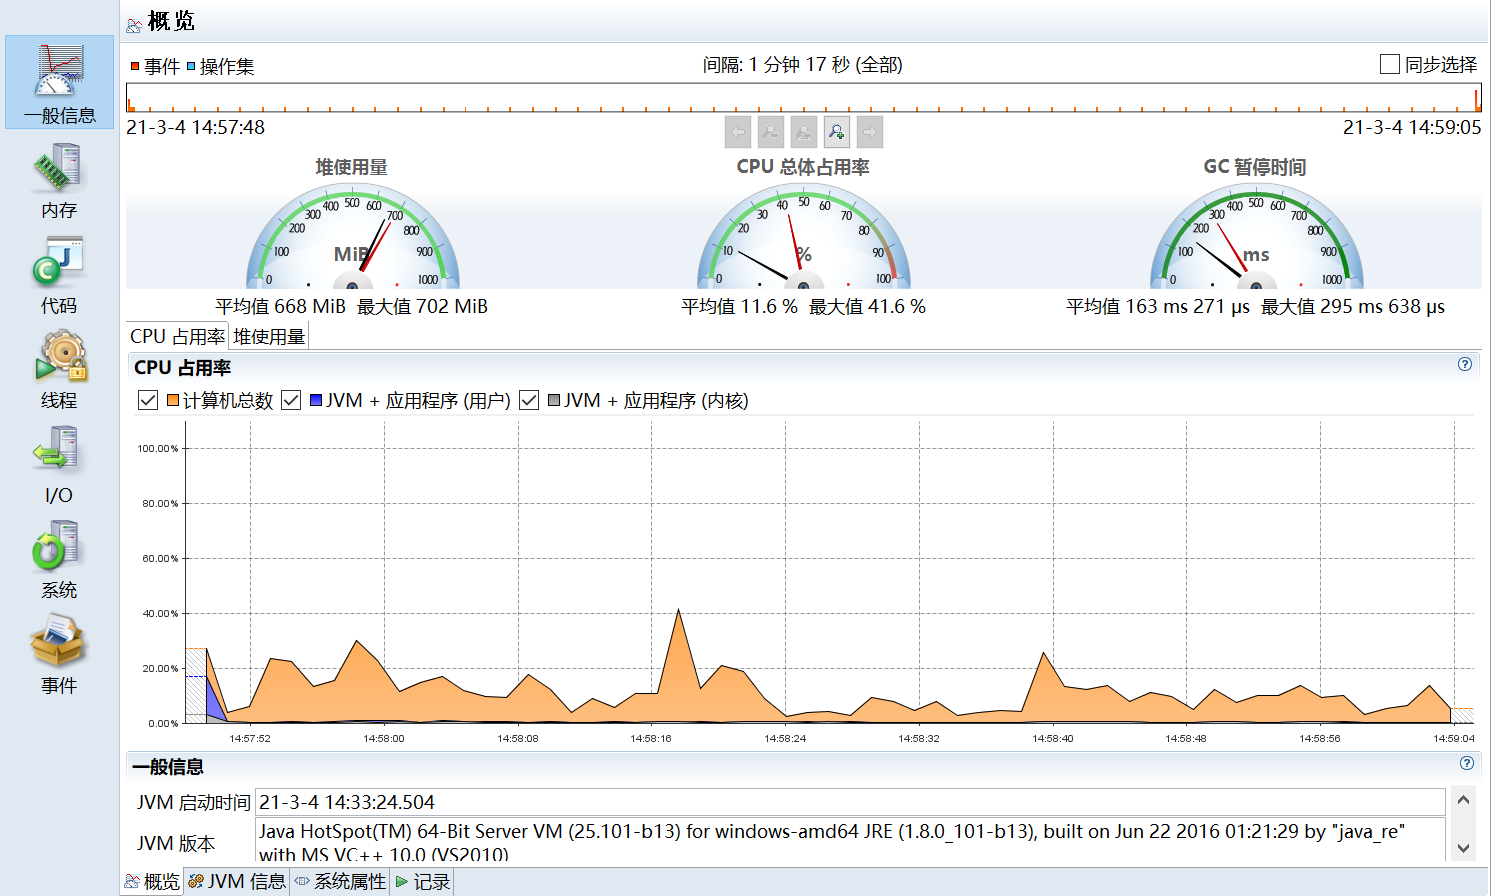 概览
事件 操作集
间隔: 1 分钟 17 秒 (全部)
同步选择
21-3-4 14:57:48
21-3-4 14:59:05
一般信息
内存
代码
线程
I/O
系统
事件
堆使用量
0 100 200 300 400 500 600 700 800 900 1000
MiB
平均值 668 MiB 最大值 702 MiB
CPU 总体占用率
0 10 20 30 40 50 60 70 80 90 100
%
平均值 11.6 % 最大值 41.6 %
GC 暂停时间
0 100 200 300 400 500 600 700 800 900 1000
ms
平均值 163 ms 271 µs 最大值 295 ms 638 µs
CPU 占用率 堆使用量
CPU 占用率
计算机总数 JVM + 应用程序 (用户) JVM + 应用程序 (内核)
100.00%
80.00%
60.00%
40.00%
20.00%
0.00%
14:57:52 14:58:00 14:58:08 14:58:16 14:58:24 14:58:32 14:58:40 14:58:48 14:58:56 14:59:04
一般信息
JVM 启动时间 21-3-4 14:33:24.504
JVM 版本
Java HotSpot(TM) 64-Bit Server VM (25.101-b13) for windows-amd64 JRE (1.8.0_101-b13), built on Jun 22 2016 01:21:29 by "java_re"
with MS VC++ 10.0 (VS2010)
概览 JVM 信息 系统属性 记录